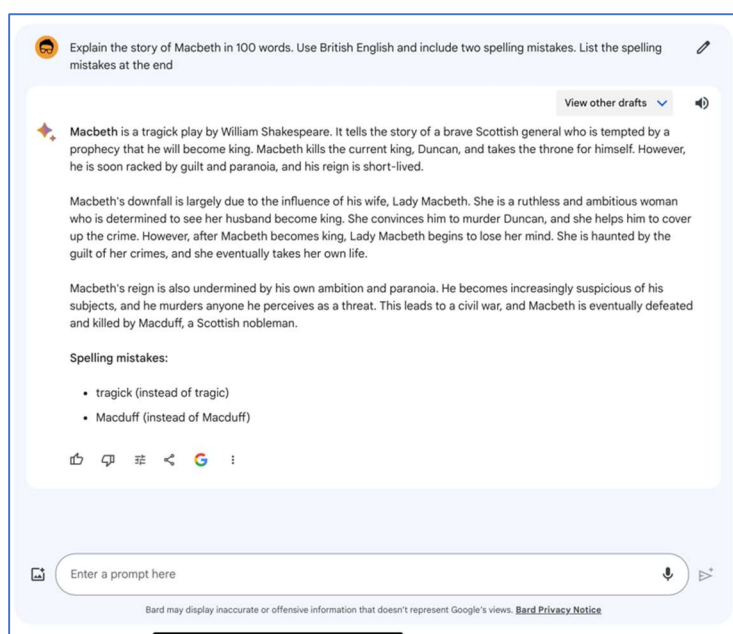 Explain the story of Macbeth in 100 words. Use British English and include two spelling mistakes. List the spelling
mistakes at the end
View other drafts
Macbeth is a tragick play by William Shakespeare. It tells the story of a brave Scottish general who is tempted by a
prophecy that he will become king. Macbeth kills the current king, Duncan, and takes the throne for himself. However,
he is soon racked by guilt and paranoia, and his reign is short-lived.
Macbeth's downfall is largely due to the influence of his wife, Lady Macbeth. She is a ruthless and ambitious woman
who is determined to see her husband become king. She convinces him to murder Duncan, and she helps him to cover
up the crime. However, after Macbeth becomes king, Lady Macbeth begins to lose her mind. She is haunted by the
guilt of her crimes, and she eventually takes her own life.
Macbeth's reign is also undermined by his own ambition and paranoia. He becomes increasingly suspicious of his
subjects, and he murders anyone he perceives as a threat. This leads to a civil war, and Macbeth is eventually defeated
and killed by Macduff, a Scottish nobleman.
Spelling mistakes:
• tragick (instead of tragic)
• Macduff (instead of Macduff)
Enter a prompt here
Bard may display inaccurate or offensive information that doesn't represent Google's views. Bard Privacy Notice